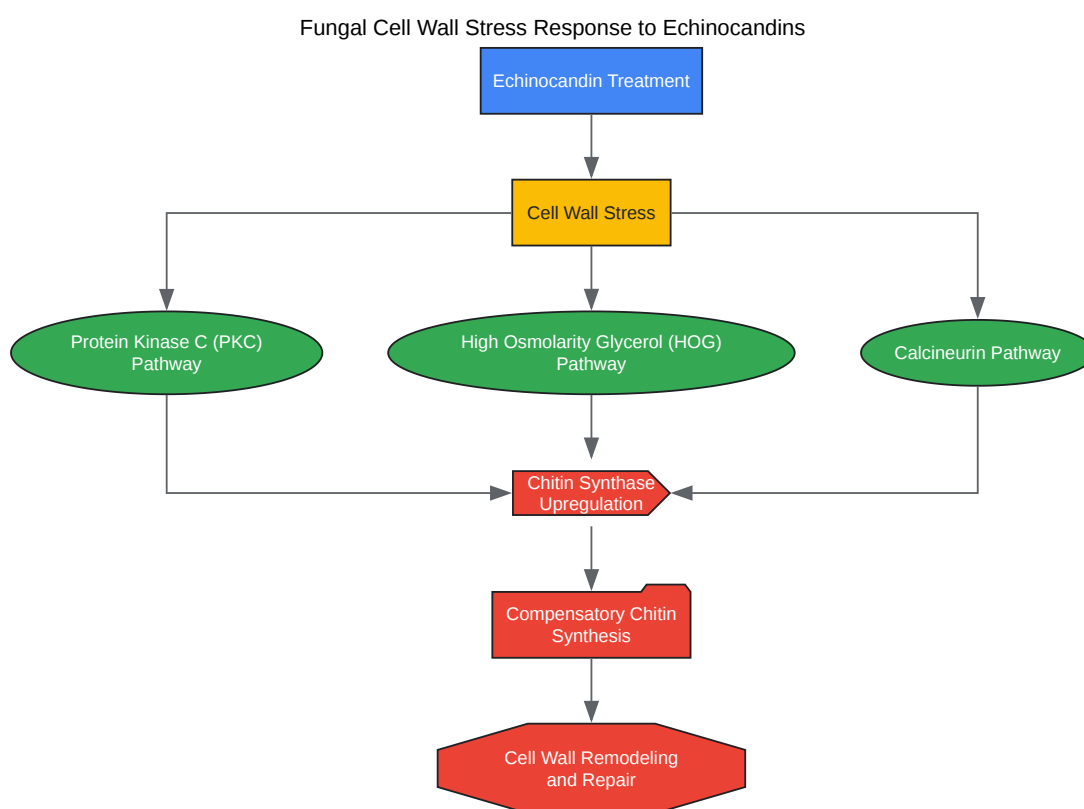 Fungal Cell Wall Stress Response to Echinocandins
Echinocandin Treatment
Cell Wall Stress
Protein Kinase C (PKC)
Pathway
High Osmolarity Glycerol (HOG)
Pathway
Calcineurin Pathway
Chitin Synthase
Upregulation
Compensatory Chitin
Synthesis
Cell Wall Remodeling
and Repair